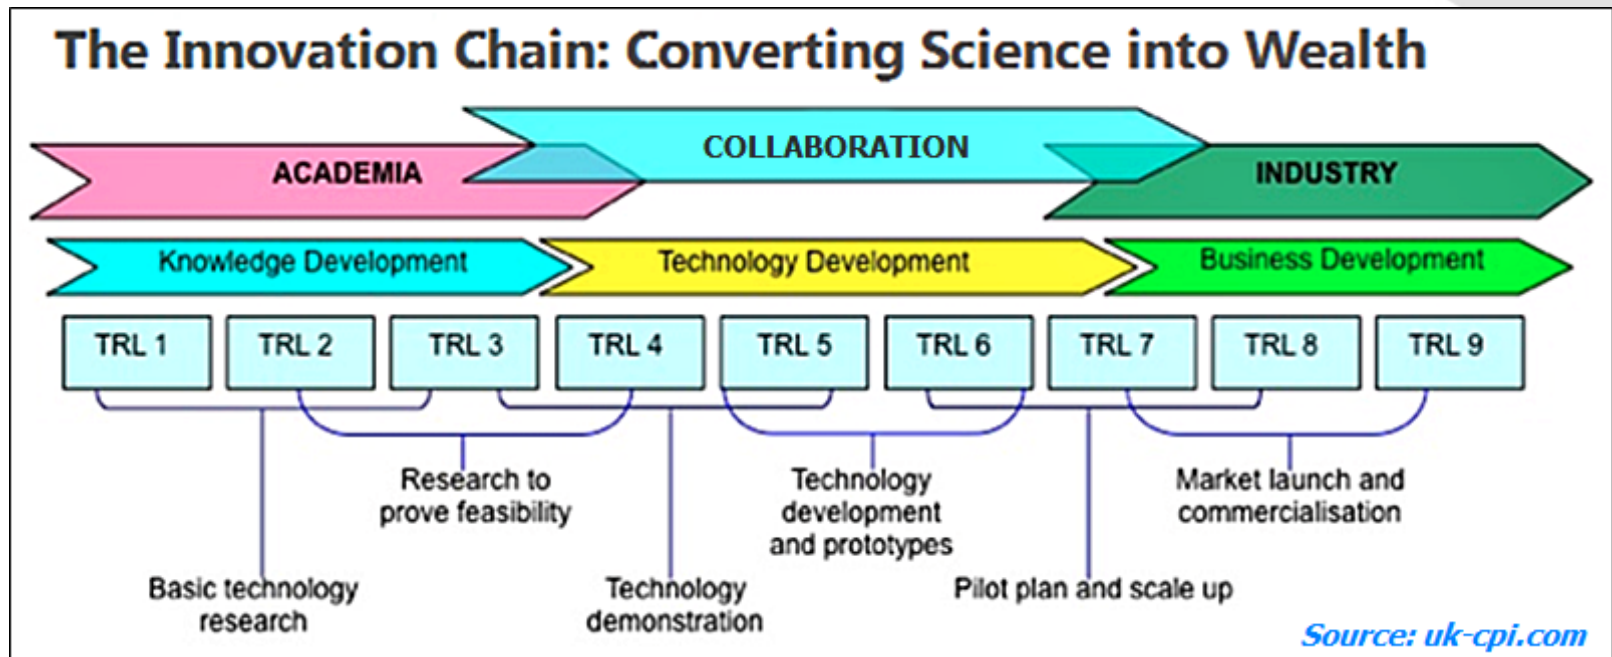 The Innovation Chain: Converting Science into Wealth
COLLABORATION
ACADEMIA
INDUSTRY
Knowledge Development
Technology Development
Business Development
TRL 1
TRL 2
TRL 3
TRL 4
TRL 5
TRL 6
TRL 7
TRL 8
TRL 9
Research to
prove feasibility
Technology
development
and prototypes
Market launch and
commercialisation
Basic technology
research
Technology
demonstration
Pilot plan and scale up
Source: uk-cpi.com